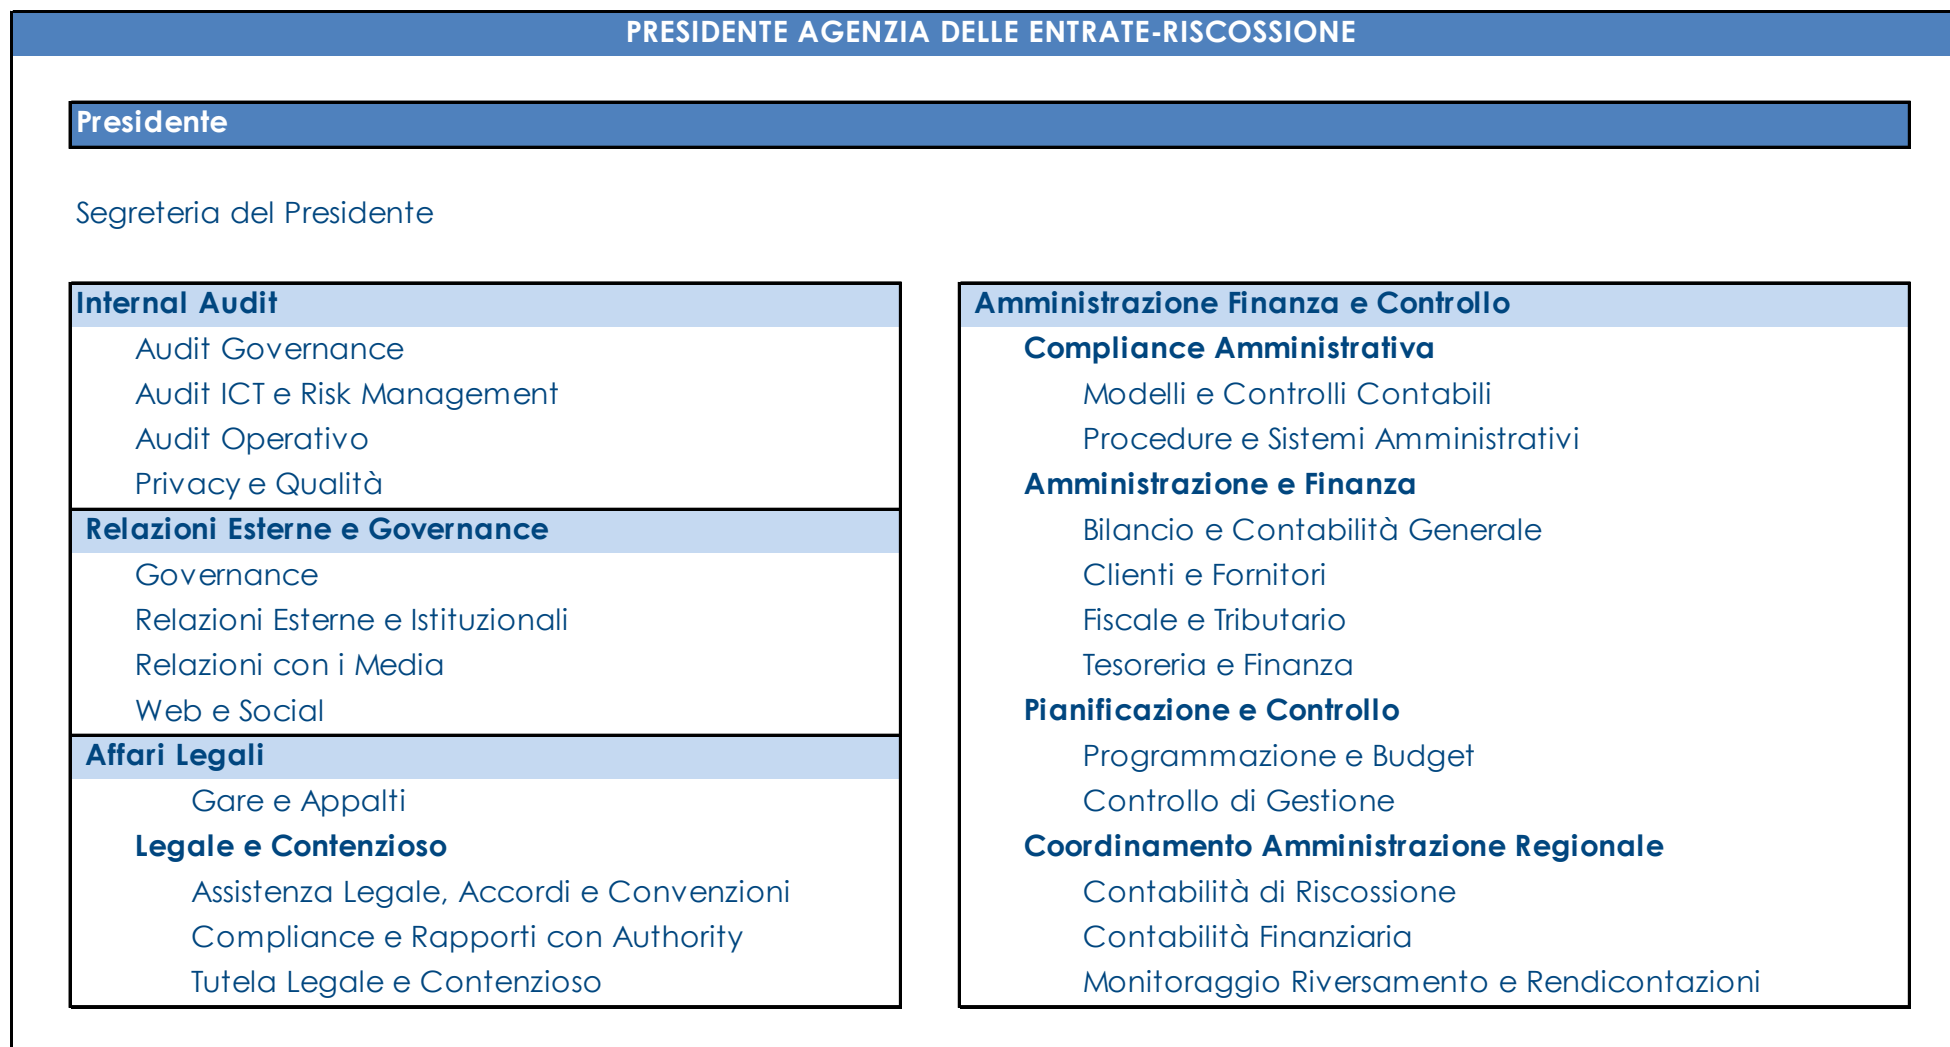 PRESIDENTE AGENZIA DELLE ENTRATE-RISCOSSIONE
Presidente
Segreteria del Presidente
Internal Audit
Audit Governance
Audit ICT e Risk Management
Audit Operativo
Privacy e Qualità
Relazioni Esterne e Governance
Governance
Relazioni Esterne e Istituzionali
Relazioni con i Media
Web e Social
Affari Legali
Gare e Appalti
Legale e Contenzioso
Assistenza Legale, Accordi e Convenzioni
Compliance e Rapporti con Authority
Tutela Legale e Contenzioso
Amministrazione Finanza e Controllo
Compliance Amministrativa
Modelli e Controlli Contabili
Procedure e Sistemi Amministrativi
Amministrazione e Finanza
Bilancio e Contabilità Generale
Clienti e Fornitori
Fiscale e Tributario
Tesoreria e Finanza
Pianificazione e Controllo
Programmazione e Budget
Controllo di Gestione
Coordinamento Amministrazione Regionale
Contabilità di Riscossione
Contabilità Finanziaria
Monitoraggio Riversamento e Rendicontazioni